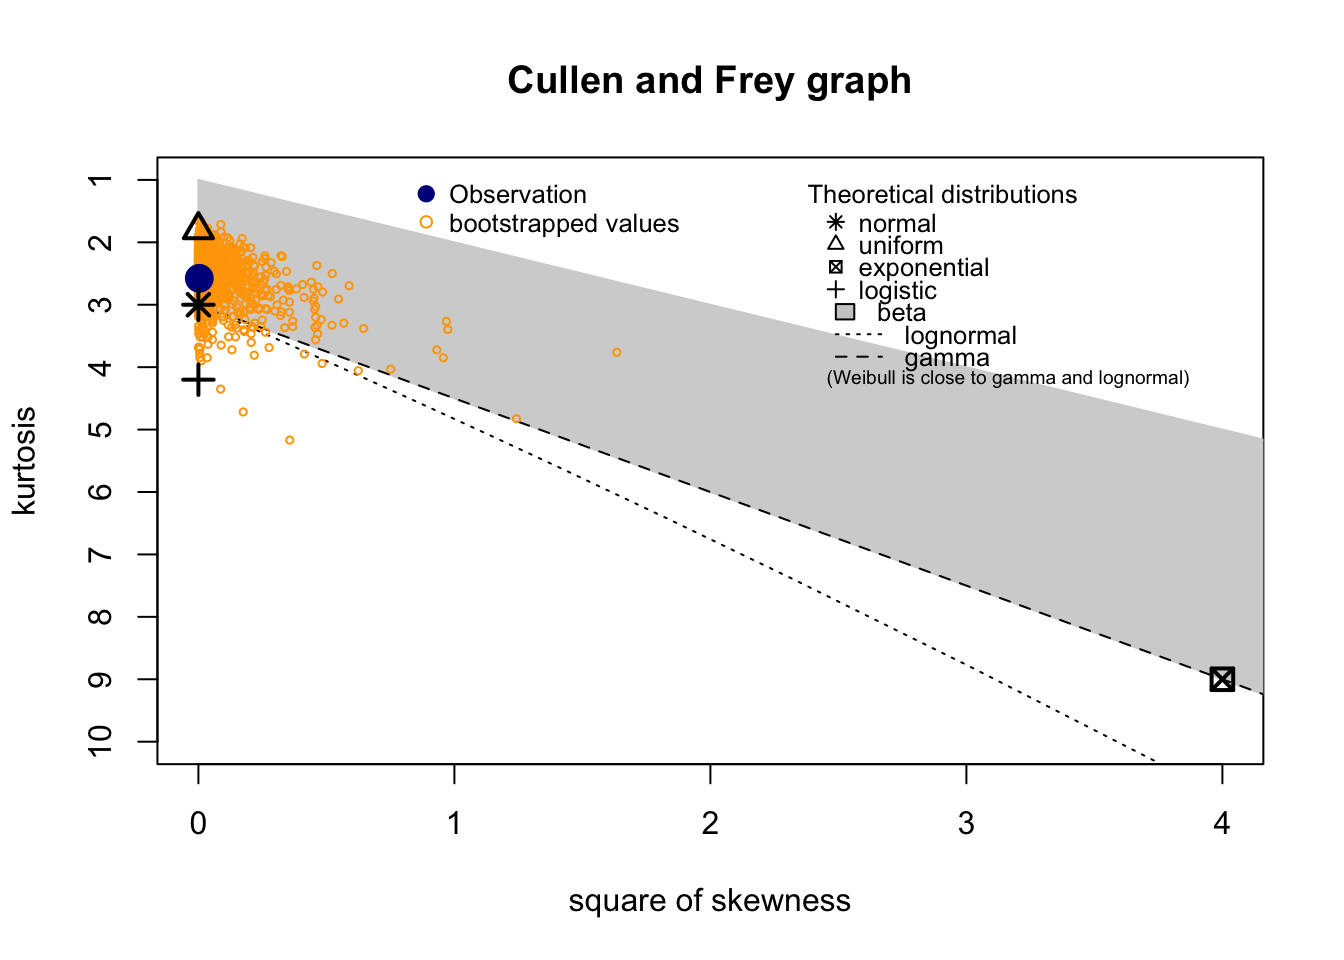 Cullen and Frey graph
Observation
bootstrapped values
Theoretical distributions
normal
uniform
exponential
logistic
beta
lognormal
gamma
(Weibull is close to gamma and lognormal)
kurtosis
1
2
3
4
5
6
7
8
9
10
0 1 2 3 4
square of skewness